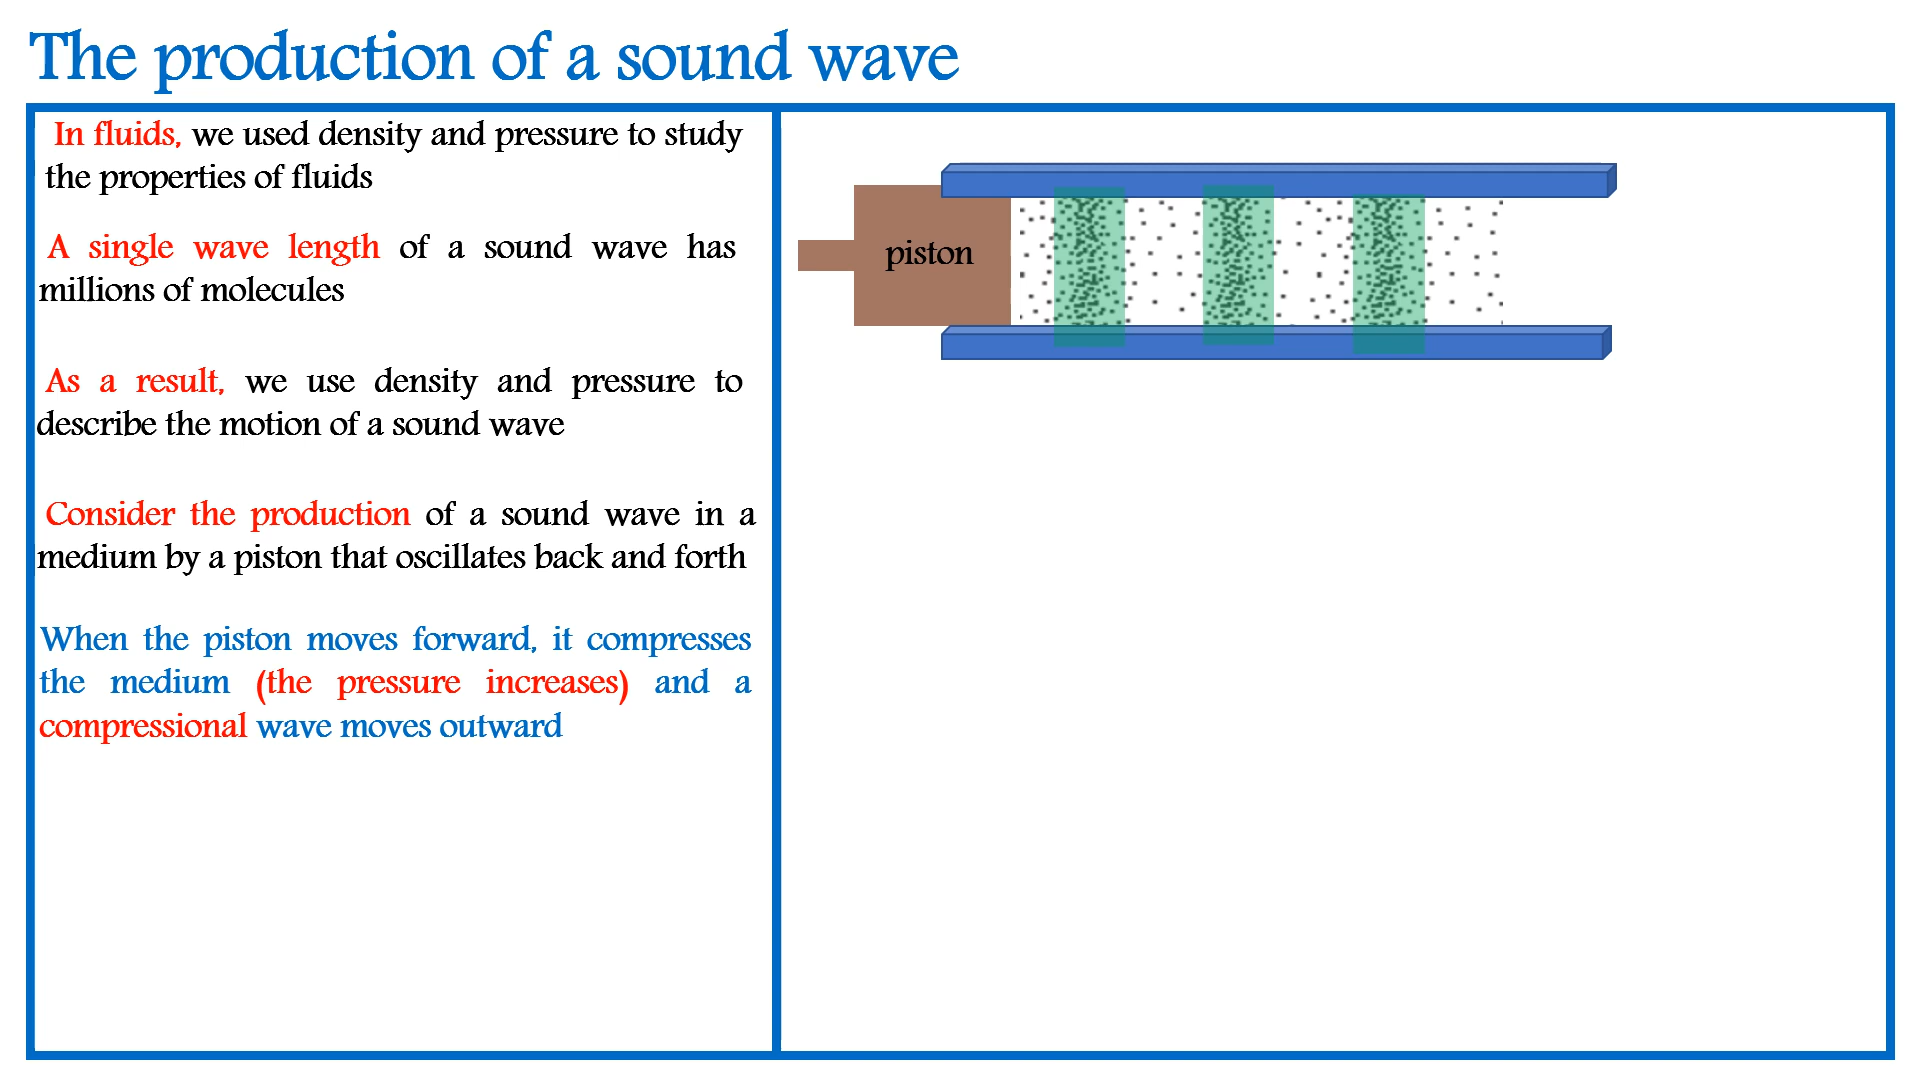 The production of a sound wave
In fluids, we used density and pressure to study
the properties of fluids
A single wave length of a sound wave has
millions of molecules
As a result, we use density and pressure to
describe the motion of a sound wave
Consider the production of a sound wave in a
medium by a piston that oscillates back and forth
When the piston moves forward, it compresses
the medium (the pressure increases) and a
compressional wave moves outward
piston